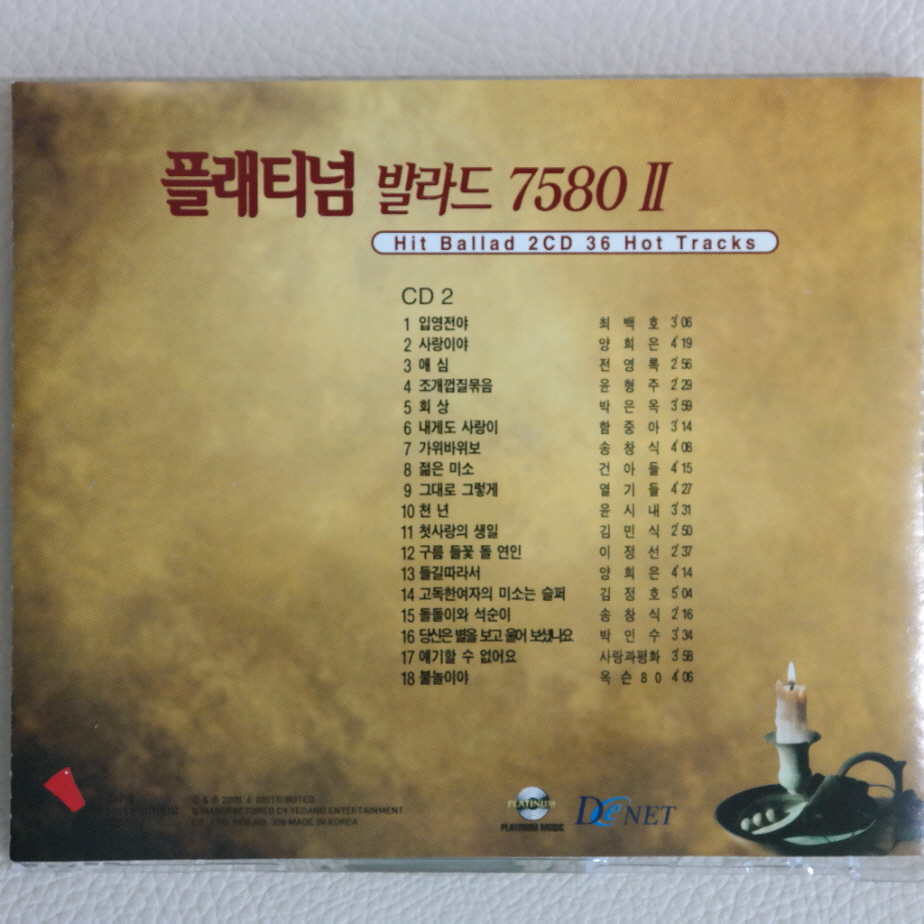 플래티넘 발라드 7580 Ⅱ
Hit Ballad 2CD 36 Hot Tracks
CD 2
1 입영전야 최백호 3'06
2 사랑이야 양희은 4'19
3 애 심 전영록 2'56
4 조개껍질묶음 윤형주 2'29
5 회 상 박은옥 3'59
6 내게도 사랑이 함중아 3'14
7 가위바위보 송창식 4'08
8 젊은 미소 건아들 4'15
9 그대로 그렇게 열기들 4'27
10 천 년 윤시내 3'31
11 첫사랑의 생일 김민식 2'50
12 구름 들꽃 돌 연인 이정선 2'37
13 들길따라서 양희은 4'14
14 고독한여자의 미소는 슬퍼 김정호 5'04
15 돌돌이와 석순이 송창식 2'16
16 당신은 별을 보고 울어 보셨나요 박인수 3'34
17 얘기할 수 없어요 사랑과평화 3'58
18 불놀이야 옥슨80 4'06
DISTRIBUTED
& MANUFACTURED BY YEDANG ENTERTAINMENT
MADE IN KOREA
PLATINUM
PLATINUM MUSIC
DeNET